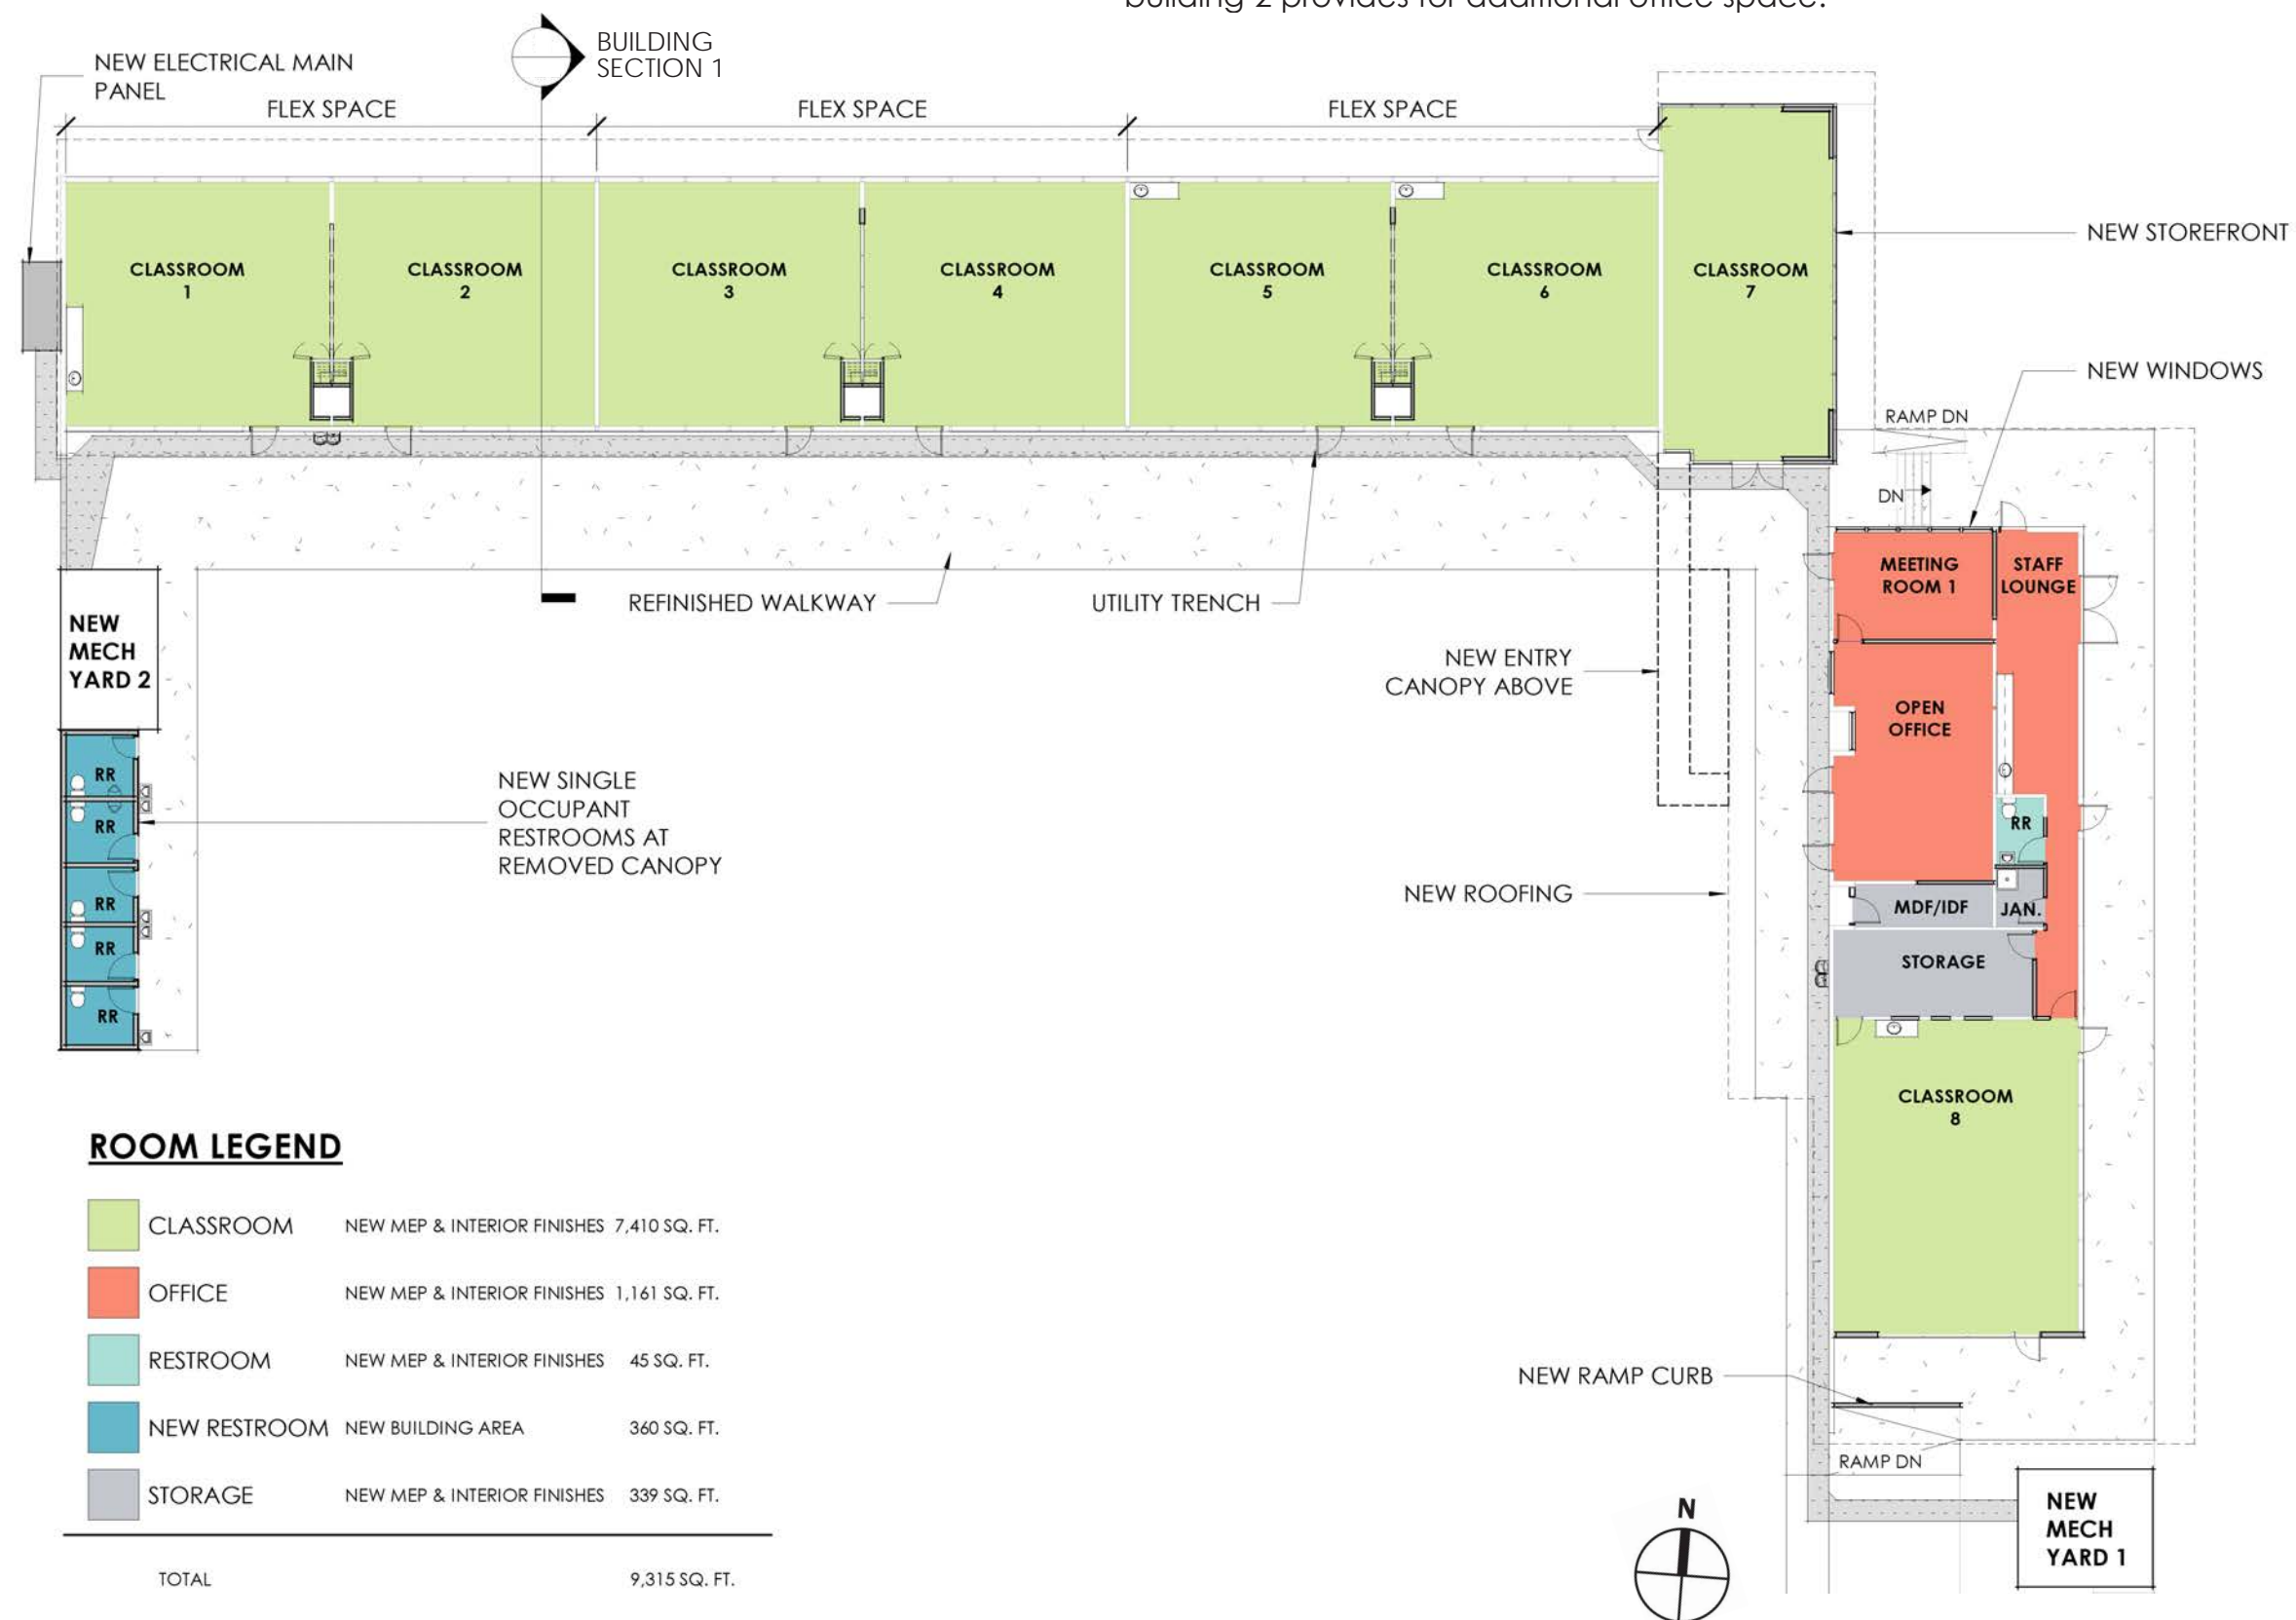 building 2 provides for additional office space.
BUILDING
SECTION 1
NEW ELECTRICAL MAIN
PANEL
FLEX SPACE
FLEX SPACE
FLEX SPACE
CLASSROOM
1
CLASSROOM
2
CLASSROOM
3
CLASSROOM
4
CLASSROOM
5
CLASSROOM
6
CLASSROOM
7
NEW STOREFRONT
NEW WINDOWS
RAMP DN
DN
MEETING
ROOM 1
STAFF
LOUNGE
REFINISHED WALKWAY
UTILITY TRENCH
NEW
MECH
YARD 2
NEW ENTRY
CANOPY ABOVE
OPEN
OFFICE
RR
RR
RR
RR
RR
NEW SINGLE
OCCUPANT
RESTROOMS AT
REMOVED CANOPY
RR
NEW ROOFING
MDF/IDF
JAN.
STORAGE
CLASSROOM
8
NEW RAMP CURB
RAMP DN
NEW
MECH
YARD 1
N
ROOM LEGEND
CLASSROOM NEW MEP & INTERIOR FINISHES 7,410 SQ. FT.
OFFICE NEW MEP & INTERIOR FINISHES 1,161 SQ. FT.
RESTROOM NEW MEP & INTERIOR FINISHES 45 SQ. FT.
NEW RESTROOM NEW BUILDING AREA 360 SQ. FT.
STORAGE NEW MEP & INTERIOR FINISHES 339 SQ. FT.
TOTAL 9,315 SQ. FT.